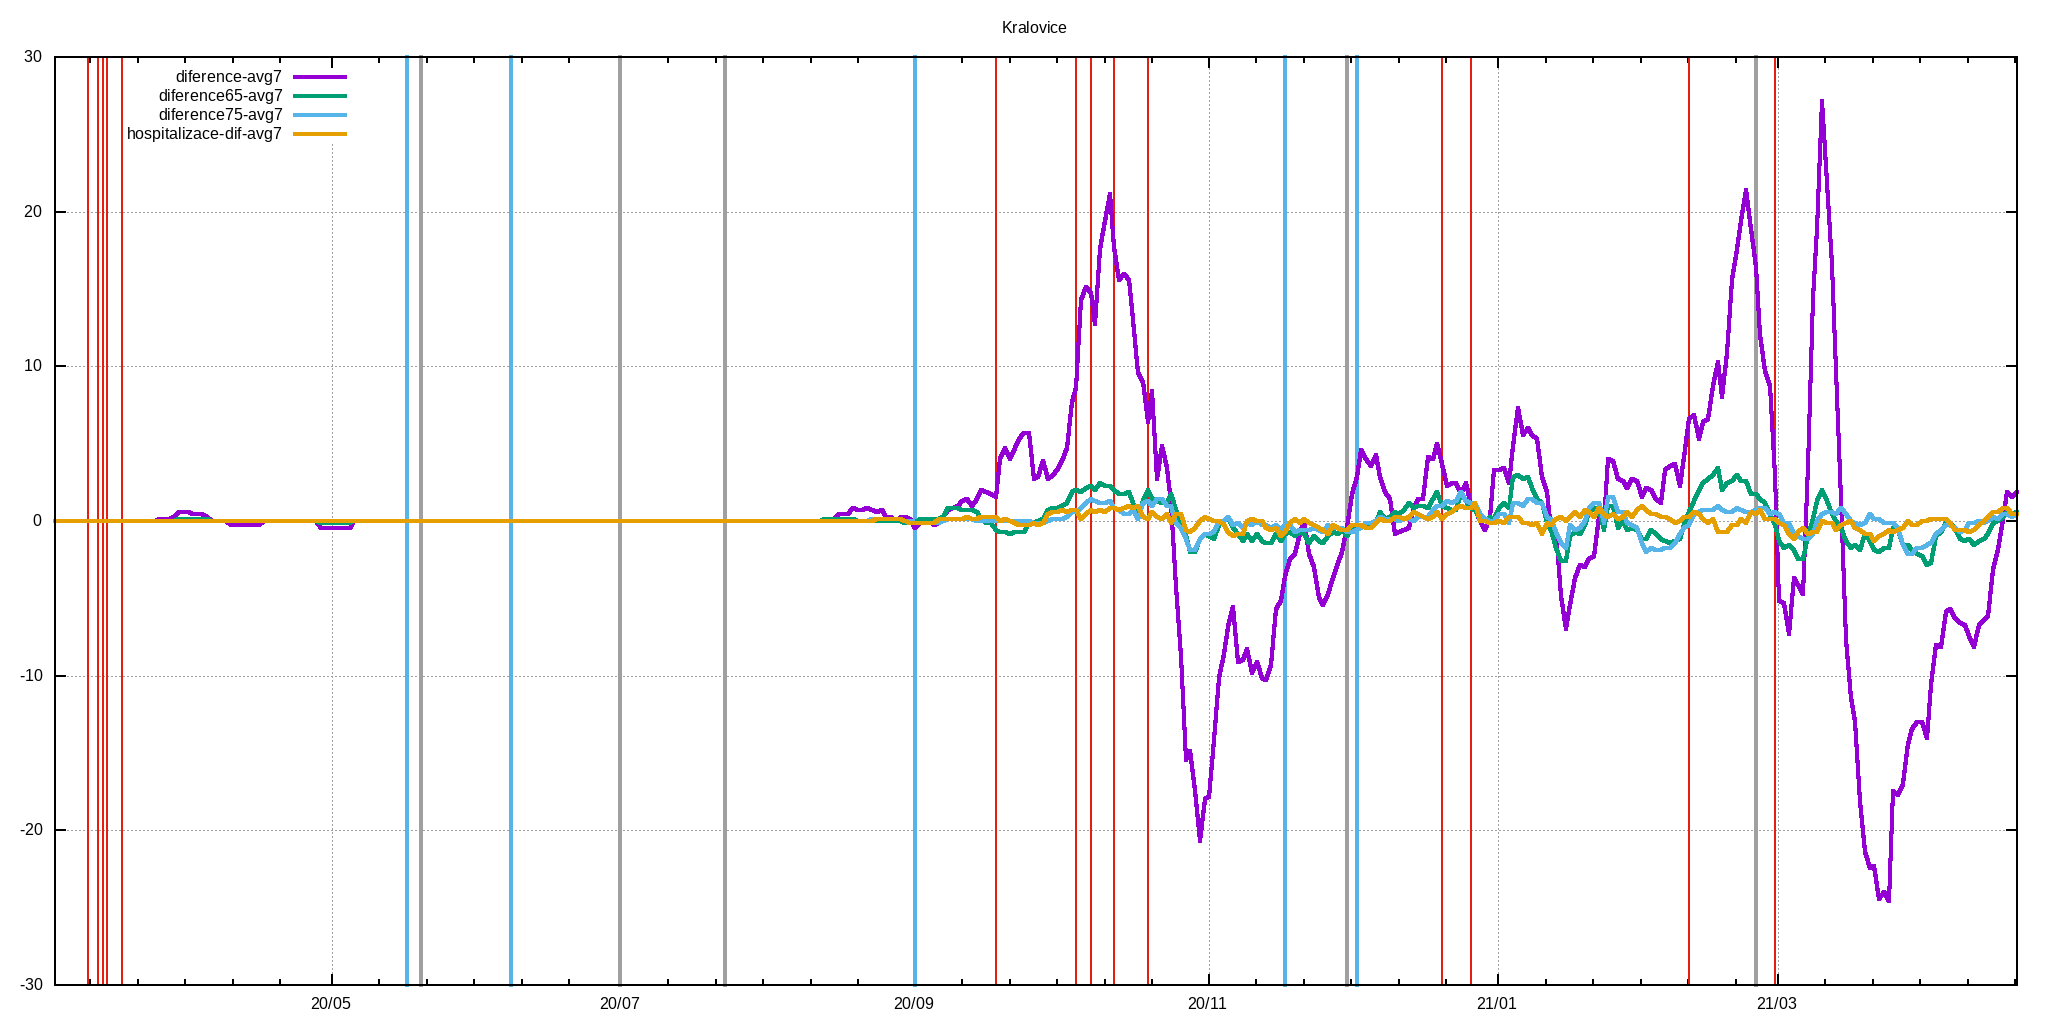 Kralovice
30
diference-avg7
diference65-avg7
diference75-avg7
hospitalizace-dif-avg7
20
10
0
-10
-20
-30
20/05 20/07 20/09 20/11 21/01 21/03